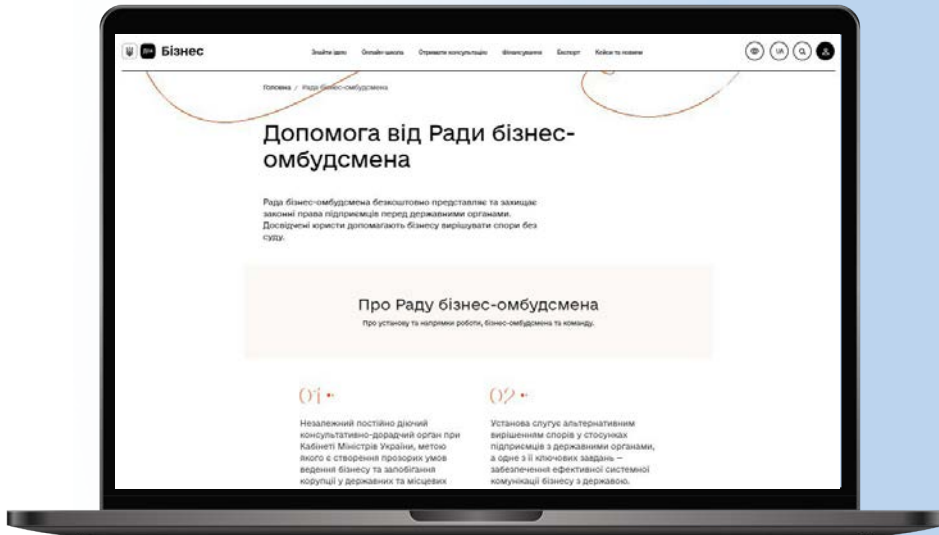 Дія Бізнес
Знайти ідею Онлайн-школа Отримати консультацію Фінансування Експорт Кейси та новини UA
Головна / Рада бізнес-омбудсмена
Допомога від Ради бізнес-
омбудсмена
Рада бізнес-омбудсмена безкоштовно представляє та захищає
законні права підприємців перед державними органами.
Досвідчені юристи допомагають бізнесу вирішувати спори без
суду.
Про Раду бізнес-омбудсмена
Про установу та напрямки роботи, бізнес-омбудсмена та команду.
01
Незалежний постійно діючий
консультативно-дорадчий орган при
Кабінеті Міністрів України, метою
якого є створення прозорих умов
ведення бізнесу та запобігання
корупції у державних та місцевих
02
Установа слугує альтернативним
вирішенням спорів у стосунках
підприємців з державними органами,
а одне з її ключових завдань —
забезпечення ефективної системної
комунікації бізнесу з державою.